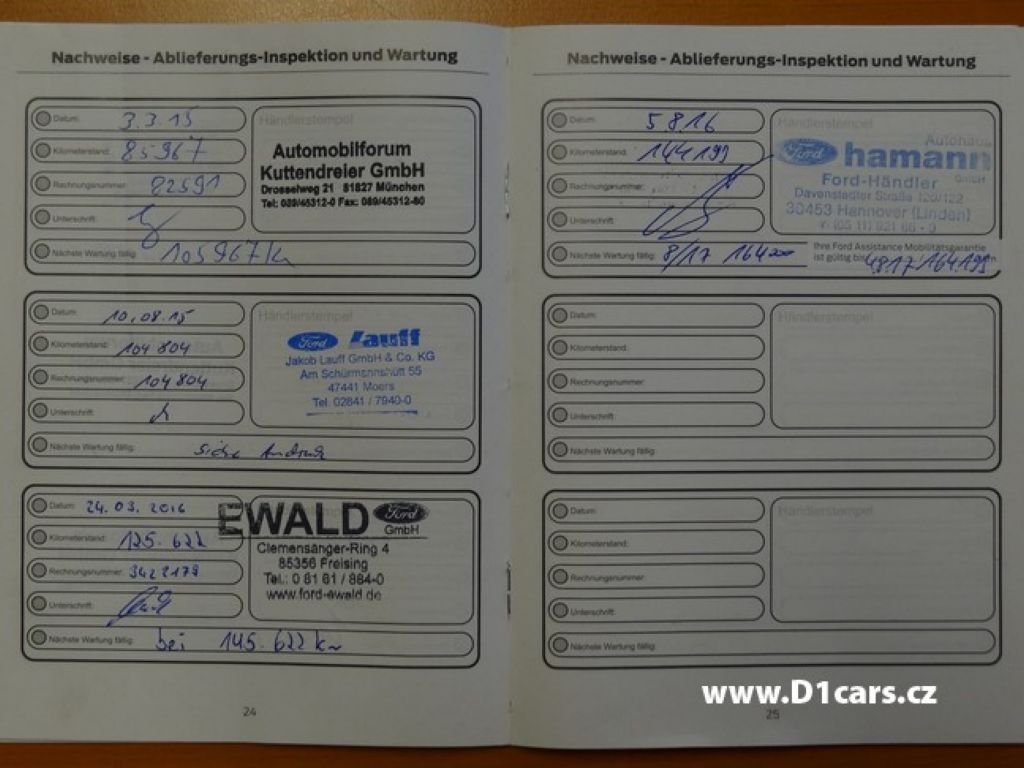 Nachweise - Ablieferungs-Inspektion und Wartung
Datum: 3.3.15
Kilometerstand: 85967
Rechnungsnummer: 82591
Unterschrift:
Nächste Wartung fällig: 105967 k
Händlerstempel
Automobilforum
Kuttendreier GmbH
Drosselweg 21 81827 München
Tel: 089/45312-0 Fax: 089/45312-80
Datum: 10.08.15
Kilometerstand: 104 804
Rechnungsnummer: 104 804
Unterschrift:
Nächste Wartung fällig:
Händlerstempel
Ford Lauff
Jakob Lauff GmbH & Co. KG
Am Schürmannshütt 55
47441 Moers
Tel. 02841 / 7940-0
Datum: 24.03.2016
Kilometerstand: 125.622
Rechnungsnummer: 3422179
Unterschrift:
Nächste Wartung fällig: bei 145.622 km
EWALD Ford
GmbH
Clemensänger-Ring 4
85356 Freising
Tel.: 0 81 61 / 884-0
www.ford-ewald.de
24
Nachweise - Ablieferungs-Inspektion und Wartung
Datum: 5 8 16
Kilometerstand: 144199
Rechnungsnummer:
Unterschrift:
Nächste Wartung fällig: 8/17 164200
Händlerstempel
Autohaus
Ford hamann
GmbH
Ford-Händler
Davenstedter Straße 120/122
30453 Hannover (Linden)
Ihre Ford Assistance Mobilitätsgarantie
ist gültig bis 4817/164199
Datum:
Kilometerstand:
Rechnungsnummer:
Unterschrift:
Nächste Wartung fällig:
Händlerstempel
Datum:
Kilometerstand:
Rechnungsnummer:
Unterschrift:
Nächste Wartung fällig:
Händlerstempel
25
www.D1cars.cz